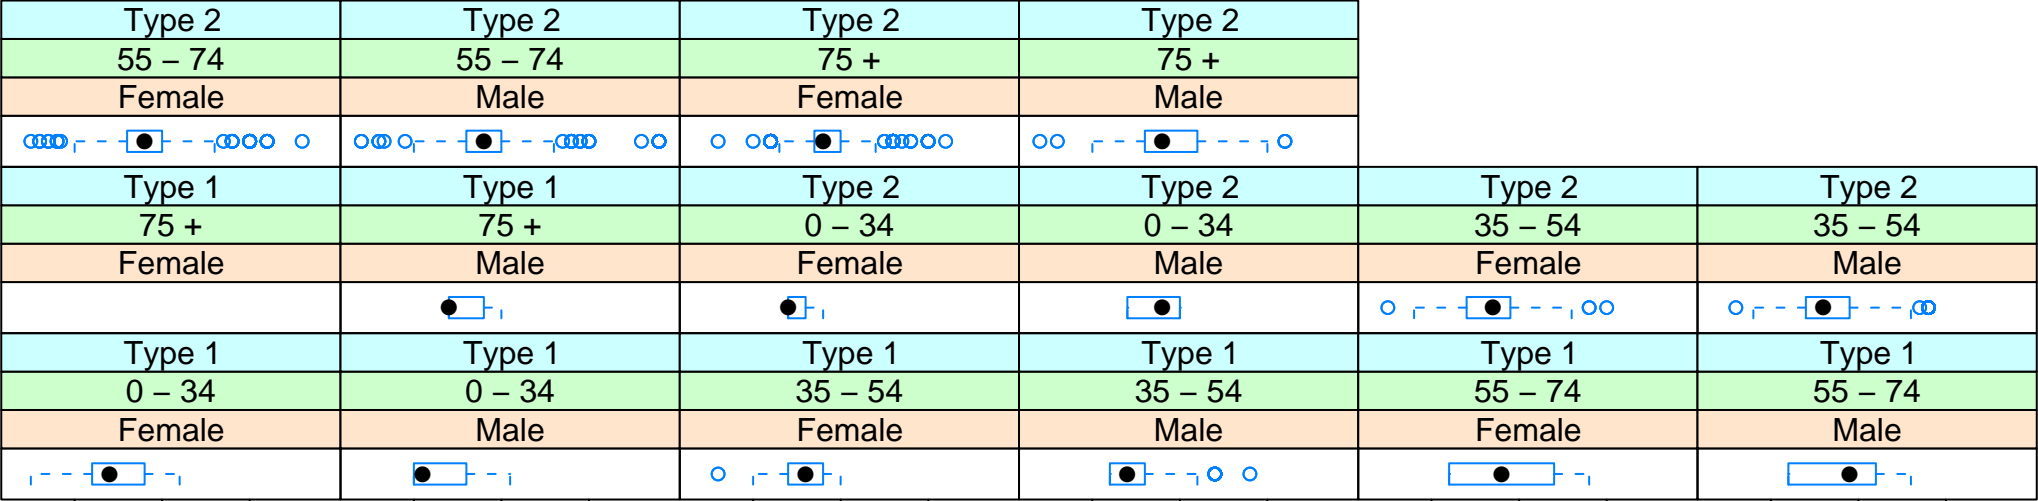 Type 2 Type 2 Type 2 Type 2
55 – 74 55 – 74 75 + 75 +
Female Male Female Male
Type 1 Type 1 Type 2 Type 2 Type 2 Type 2
75 + 75 + 0 – 34 0 – 34 35 – 54 35 – 54
Female Male Female Male Female Male
Type 1 Type 1 Type 1 Type 1 Type 1 Type 1
0 – 34 0 – 34 35 – 54 35 – 54 55 – 74 55 – 74
Female Male Female Male Female Male